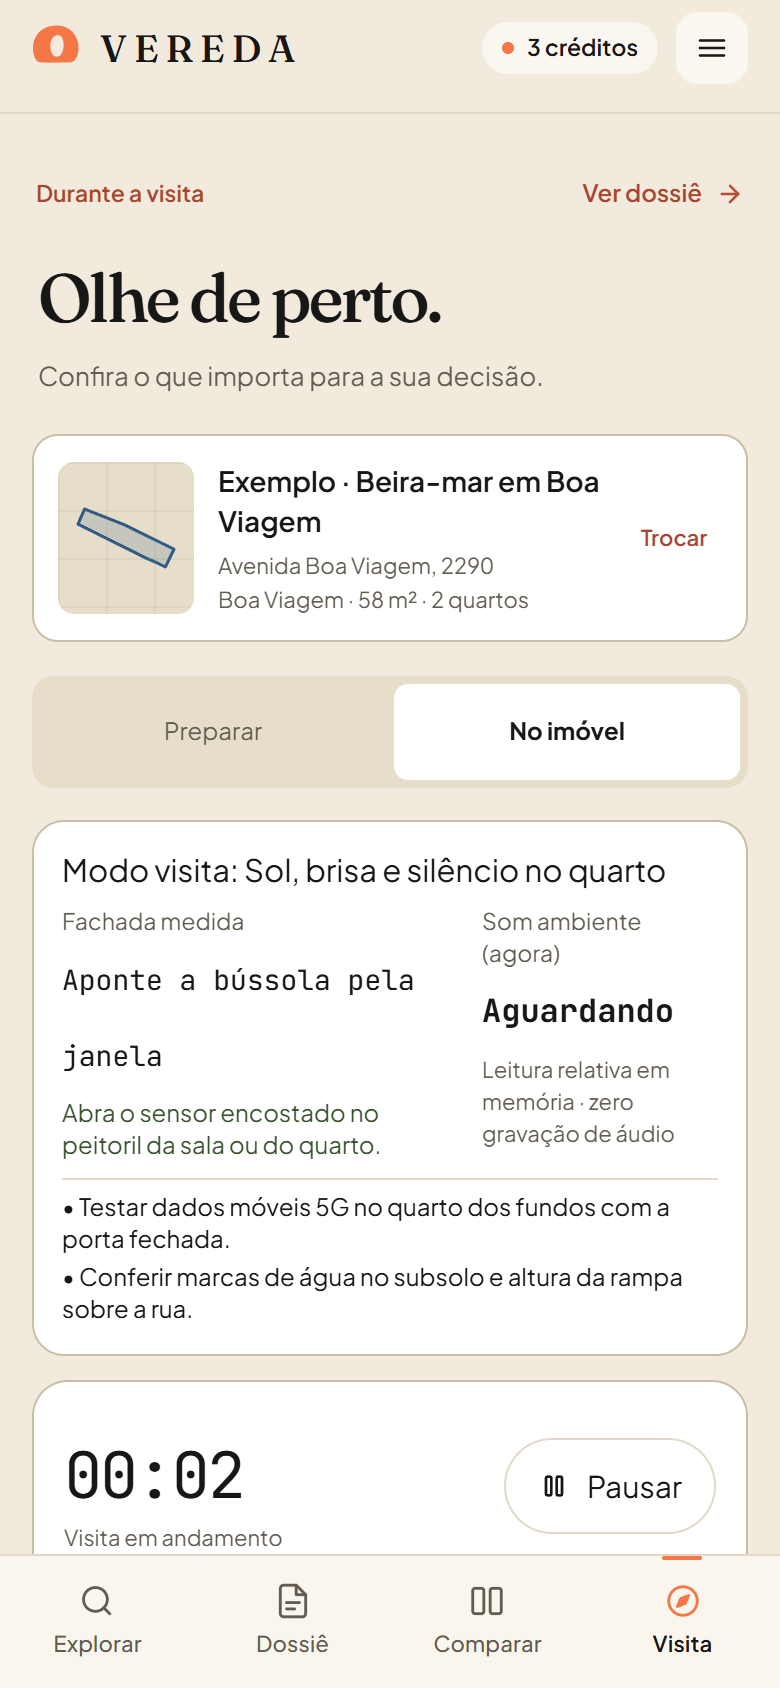 VEREDA
3 créditos
Durante a visita
Ver dossiê
Olhe de perto.
Confira o que importa para a sua decisão.
Exemplo · Beira-mar em Boa
Viagem
Avenida Boa Viagem, 2290
Boa Viagem · 58 m² · 2 quartos
Trocar
Preparar
No imóvel
Modo visita: Sol, brisa e silêncio no quarto
Fachada medida
Aponte a bússola pela
janela
Abra o sensor encostado no
peitoril da sala ou do quarto.
Som ambiente
(agora)
Aguardando
Leitura relativa em
memória · zero
gravação de áudio
• Testar dados móveis 5G no quarto dos fundos com a
porta fechada.
• Conferir marcas de água no subsolo e altura da rampa
sobre a rua.
00:02
Visita em andamento
Pausar
Explorar
Dossiê
Comparar
Visita